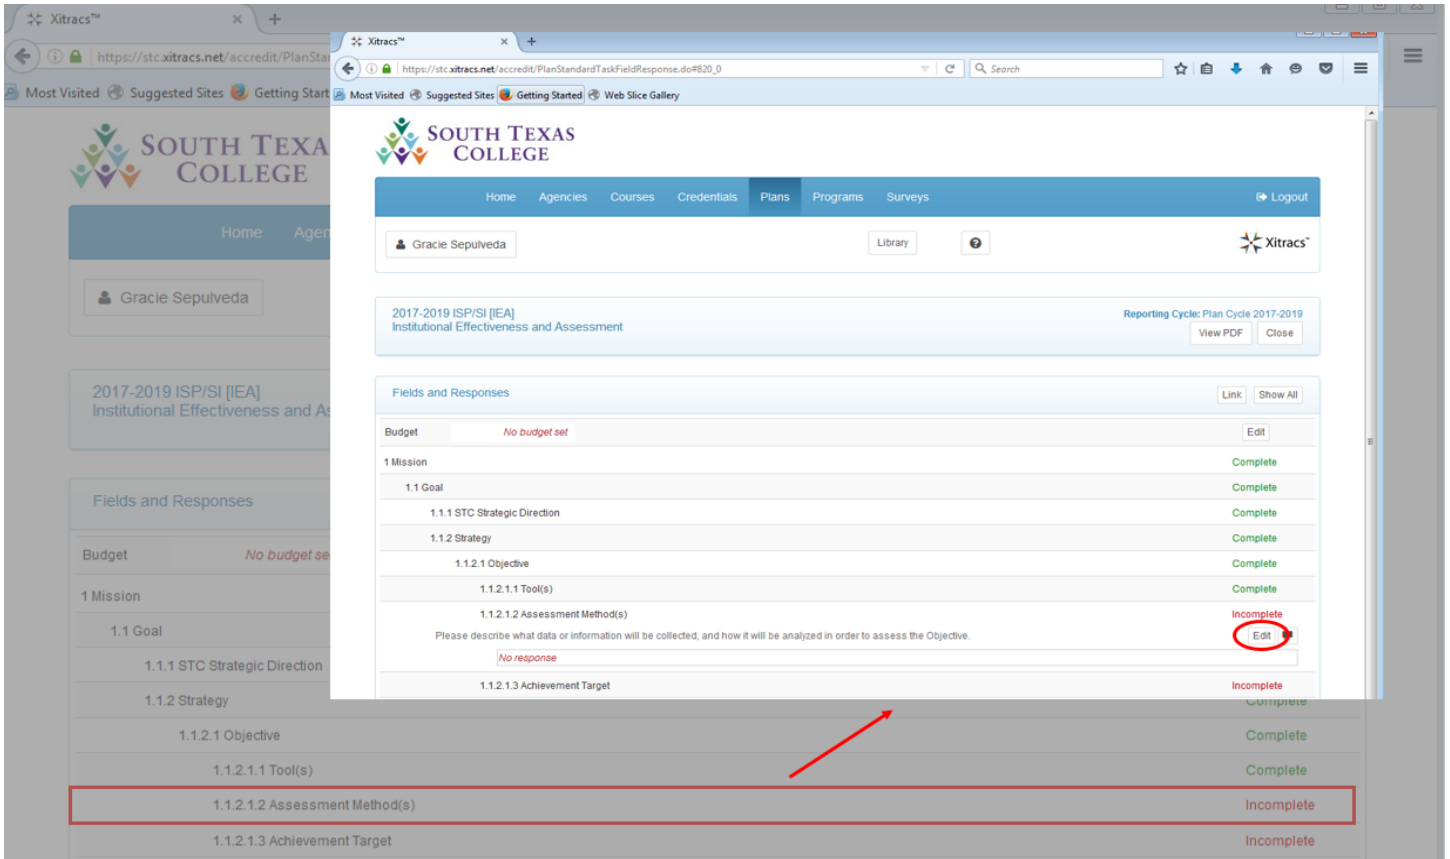 Xitracs™ × +
https://stc.xitracs.net/accredit/PlanSta
Most Visited Suggested Sites Getting Start
SOUTH TEXA
COLLEGE
Home Agen
Gracie Sepulveda
2017-2019 ISP/SI [IEA]
Institutional Effectiveness and As
Fields and Responses
Budget No budget se
1 Mission
1.1 Goal
1.1.1 STC Strategic Direction
1.1.2 Strategy Complete
1.1.2.1 Objective Complete
1.1.2.1.1 Tool(s) Complete
1.1.2.1.2 Assessment Method(s) Incomplete
1.1.2.1.3 Achievement Target Incomplete
Xitracs™ × +
https://stc.xitracs.net/accredit/PlanStandardTaskFieldResponse.do#820_0 Search
Most Visited Suggested Sites Getting Started Web Slice Gallery
SOUTH TEXAS
COLLEGE
Home Agencies Courses Credentials Plans Programs Surveys Logout
Gracie Sepulveda Library ? Xitracs™
2017-2019 ISP/SI [IEA] Reporting Cycle: Plan Cycle 2017-2019
Institutional Effectiveness and Assessment View PDF Close
Fields and Responses Link Show All
Budget No budget set Edit
1 Mission Complete
1.1 Goal Complete
1.1.1 STC Strategic Direction Complete
1.1.2 Strategy Complete
1.1.2.1 Objective Complete
1.1.2.1.1 Tool(s) Complete
1.1.2.1.2 Assessment Method(s) Incomplete
Please describe what data or information will be collected, and how it will be analyzed in order to assess the Objective. Edit
No response
1.1.2.1.3 Achievement Target Incomplete